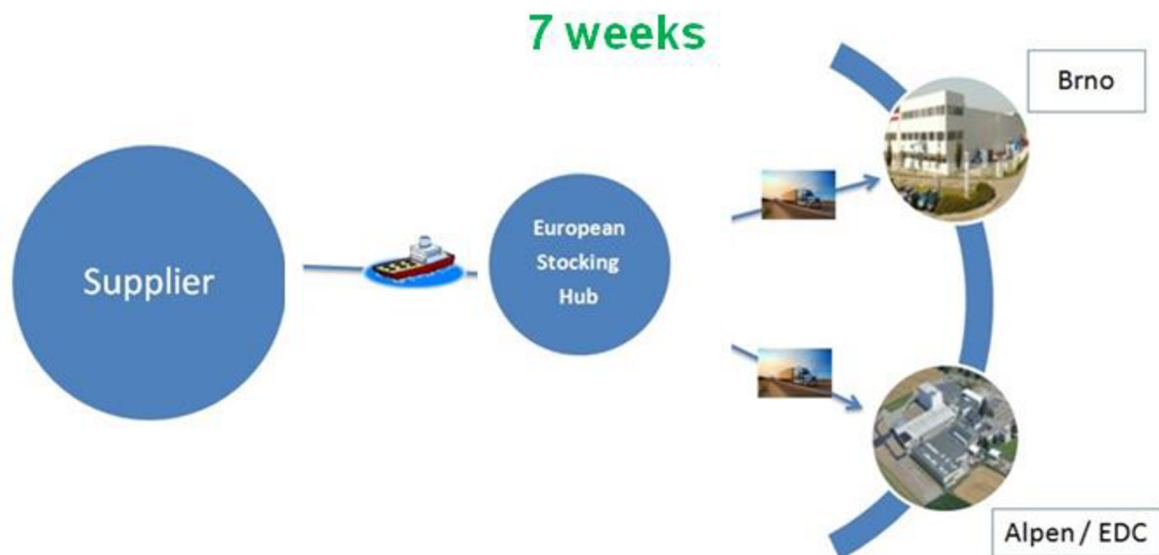 7 weeks
Brno
Supplier
European
Stocking
Hub
Alpen / EDC